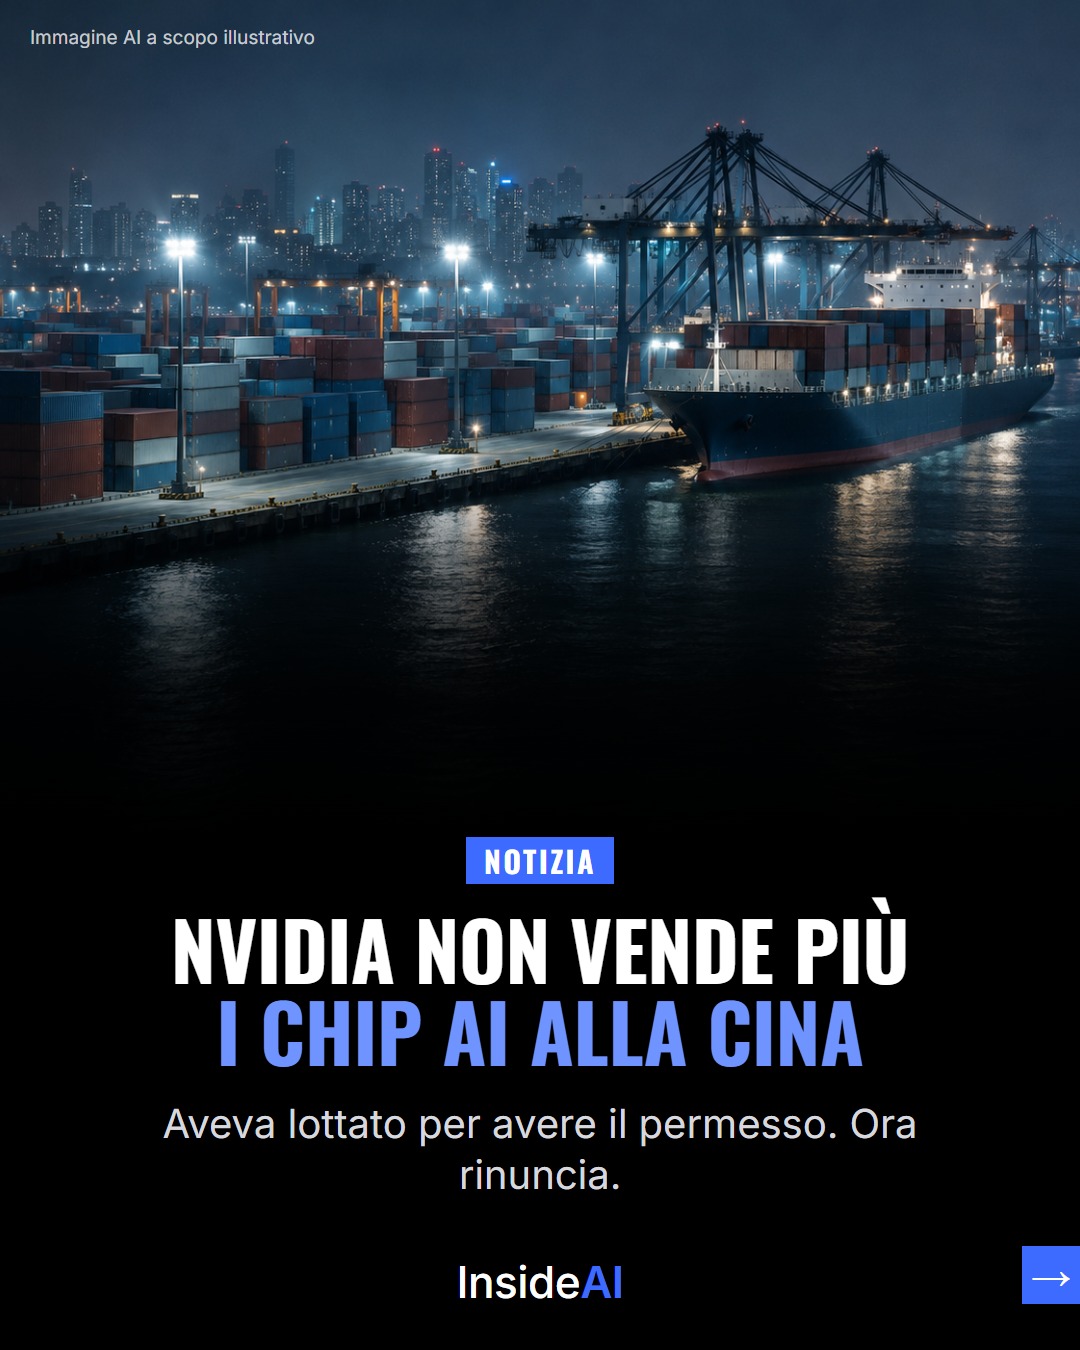 Immagine AI a scopo illustrativo
NOTIZIA
NVIDIA NON VENDE PIÙ
I CHIP AI ALLA CINA
Aveva lottato per avere il permesso. Ora
rinuncia.
InsideAI
→